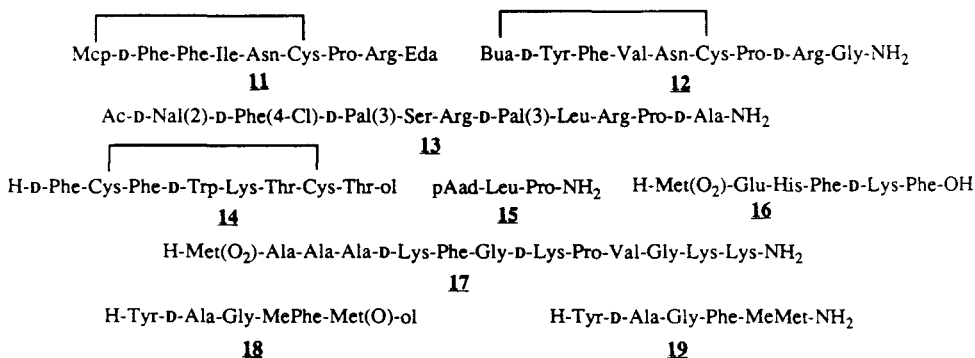 Mcp-D-Phe-Phe-Ile-Asn-Cys-Pro-Arg-Eda Bua-D-Tyr-Phe-Val-Asn-Cys-Pro-D-Arg-Gly-NH2
11 12
Ac-D-Nal(2)-D-Phe(4-Cl)-D-Pal(3)-Ser-Arg-D-Pal(3)-Leu-Arg-Pro-D-Ala-NH2
13
H-D-Phe-Cys-Phe-D-Trp-Lys-Thr-Cys-Thr-ol pAad-Leu-Pro-NH2 H-Met(O2)-Glu-His-Phe-D-Lys-Phe-OH
14 15 16
H-Met(O2)-Ala-Ala-Ala-D-Lys-Phe-Gly-D-Lys-Pro-Val-Gly-Lys-Lys-NH2
17
H-Tyr-D-Ala-Gly-MePhe-Met(O)-ol H-Tyr-D-Ala-Gly-Phe-MeMet-NH2
18 19